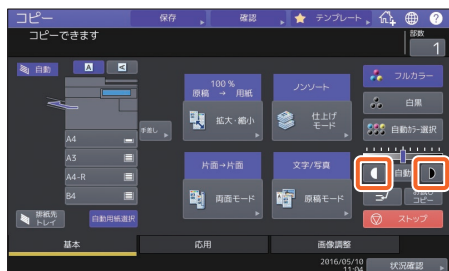 コピー
保存
確認
テンプレート
?
コピーできます
部数
1
自動
A
A
100 %
原稿 → 用紙
拡大・縮小
ノンソート
仕上げ
モード
フルカラー
自黒
自動カラー選択
手差し
A4
A3
A4-R
B4
片面→片面
両面モード
文字/写真
原稿モード
自動
試し
コピー
ストップ
排紙先
トレイ
自動用紙選択
基本
応用
画像調整
2016/05/10
11:04
状況確認